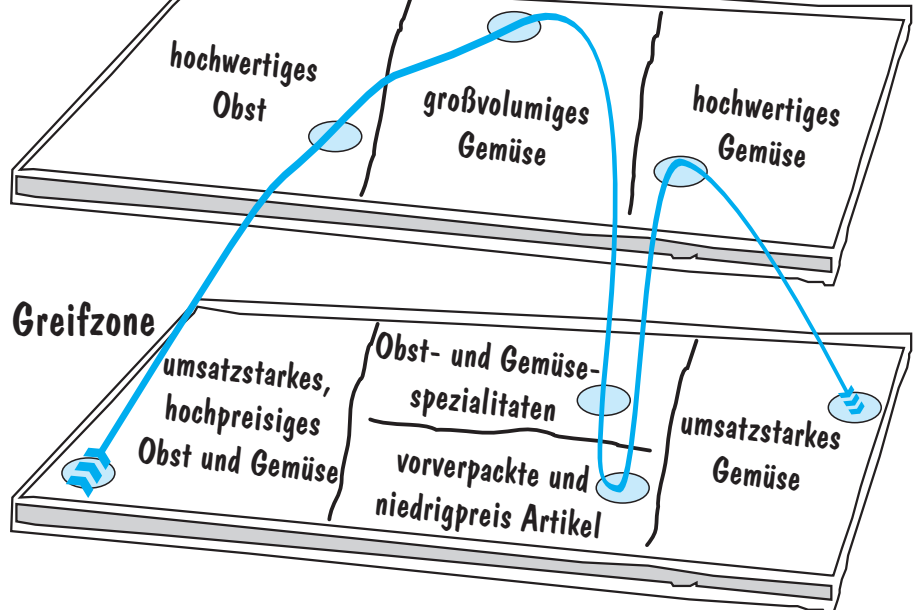 hochwertiges
Obst
großvolumiges
Gemüse
hochwertiges
Gemüse
Greifzone
umsatzstarkes,
hochpreisiges
Obst und Gemüse
Obst- und Gemüse-
spezialitaten
vorverpackte und
niedrigpreis Artikel
umsatzstarkes
Gemüse